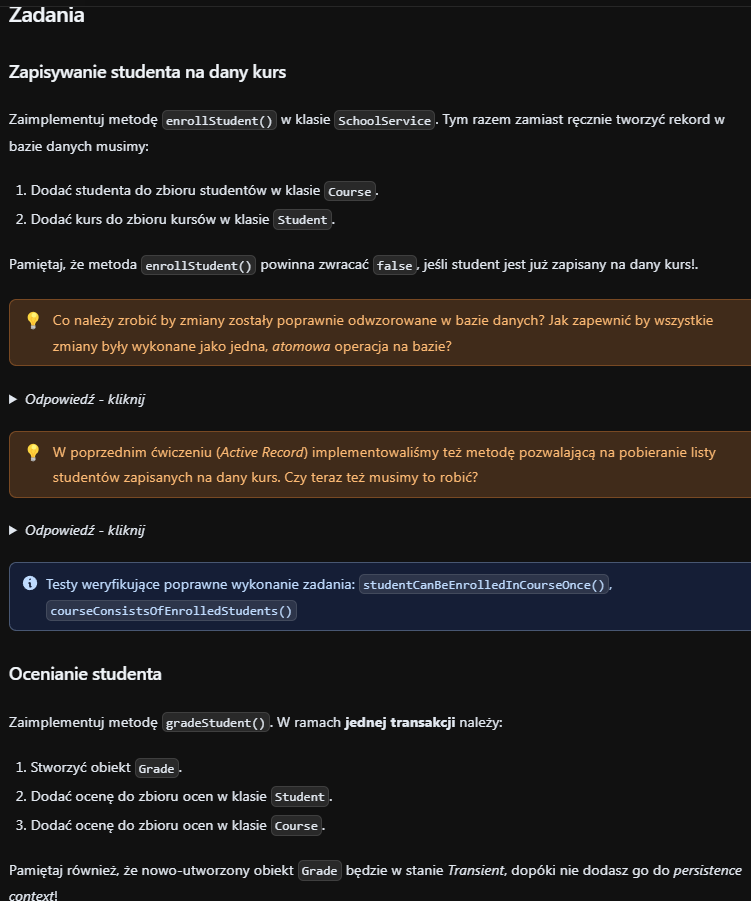 Zadania
Zapisywanie studenta na dany kurs
Zaimplementuj metodę enrollStudent() w klasie SchoolService. Tym razem zamiast ręcznie tworzyć rekord w
bazie danych musimy:
1. Dodać studenta do zbioru studentów w klasie Course.
2. Dodać kurs do zbioru kursów w klasie Student.
Pamiętaj, że metoda enrollStudent() powinna zwracać false, jeśli student jest już zapisany na dany kurs!.
Co należy zrobić by zmiany zostały poprawnie odwzorowane w bazie danych? Jak zapewnić by wszystkie
zmiany były wykonane jako jedna, atomowa operacja na bazie?
Odpowiedź - kliknij
W poprzednim ćwiczeniu (Active Record) implementowaliśmy też metodę pozwalającą na pobieranie listy
studentów zapisanych na dany kurs. Czy teraz też musimy to robić?
Odpowiedź - kliknij
Testy weryfikujące poprawne wykonanie zadania: studentCanBeEnrolledInCourseOnce(),
courseConsistsOfEnrolledStudents()
Ocenianie studenta
Zaimplementuj metodę gradeStudent(). W ramach jednej transakcji należy:
1. Stworzyć obiekt Grade.
2. Dodać ocenę do zbioru ocen w klasie Student.
3. Dodać ocenę do zbioru ocen w klasie Course.
Pamiętaj również, że nowo-utworzony obiekt Grade będzie w stanie Transient, dopóki nie dodasz go do persistence
context!